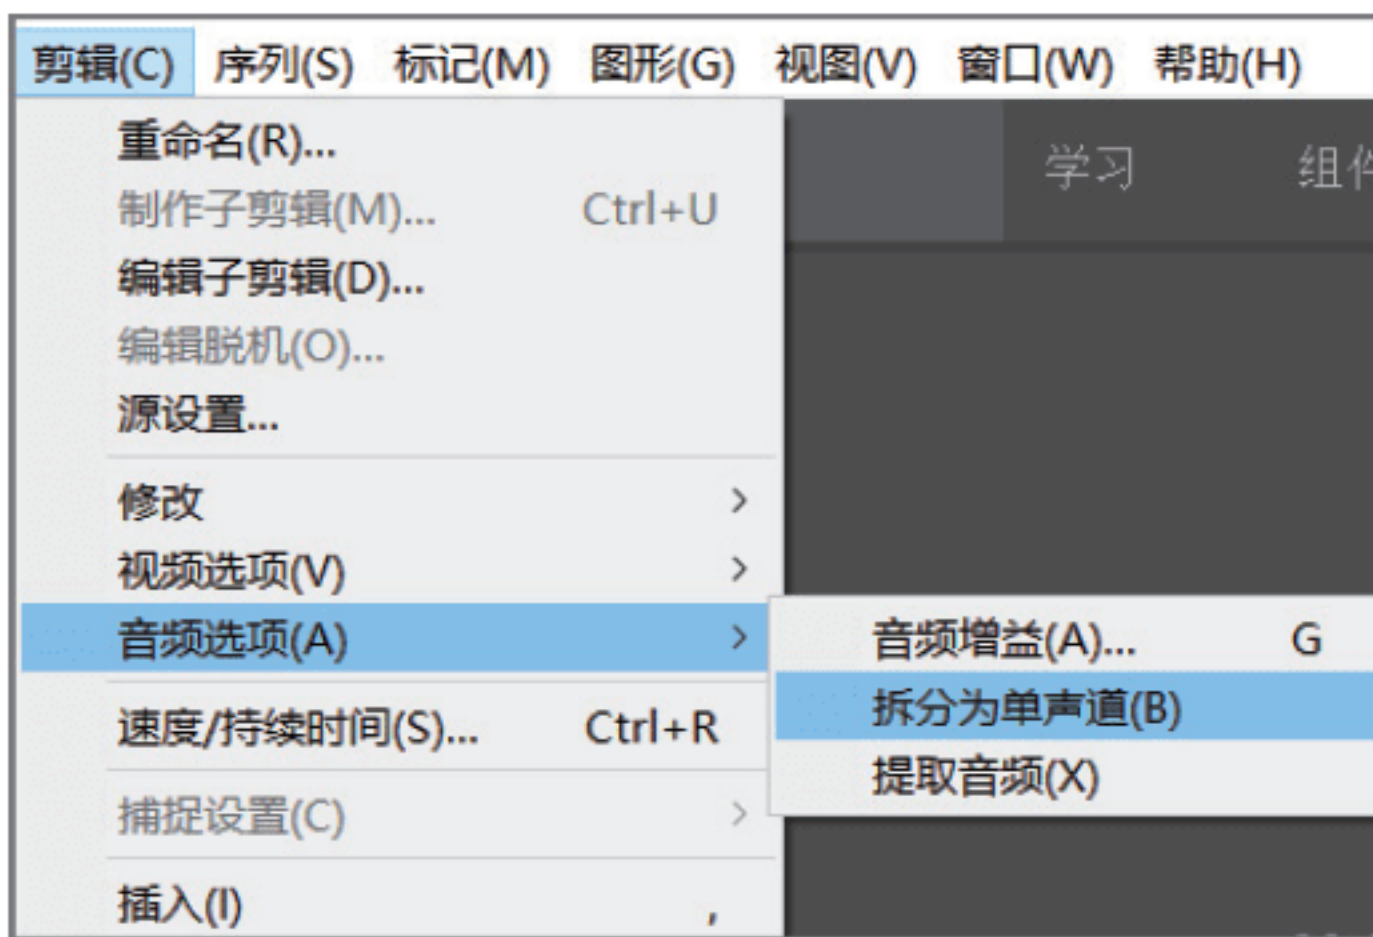 剪辑(C) 序列(S) 标记(M) 图形(G) 视图(V) 窗口(W) 帮助(H)
学习 组件
重命名(R)...
制作子剪辑(M)... Ctrl+U
编辑子剪辑(D)...
编辑脱机(O)...
源设置...
修改 >
视频选项(V) >
音频选项(A) >
音频增益(A)... G
拆分为单声道(B)
提取音频(X)
速度/持续时间(S)... Ctrl+R
捕捉设置(C) >
插入(I) ,